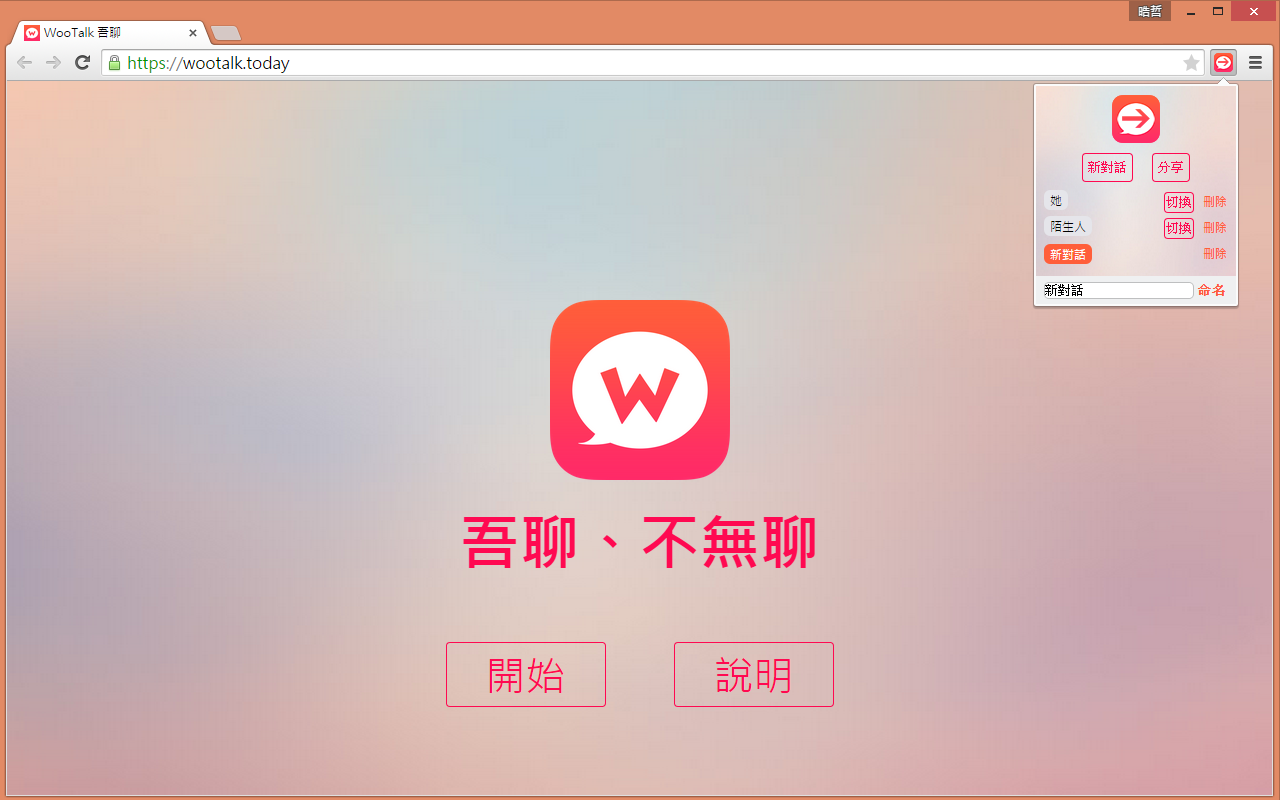 皓哲
WooTalk 吾聊
https://wootalk.today
新對話 分享
她 切換 刪除
陌生人 切換 刪除
新對話 刪除
新對話 命名
W
吾聊、不無聊
開始 說明